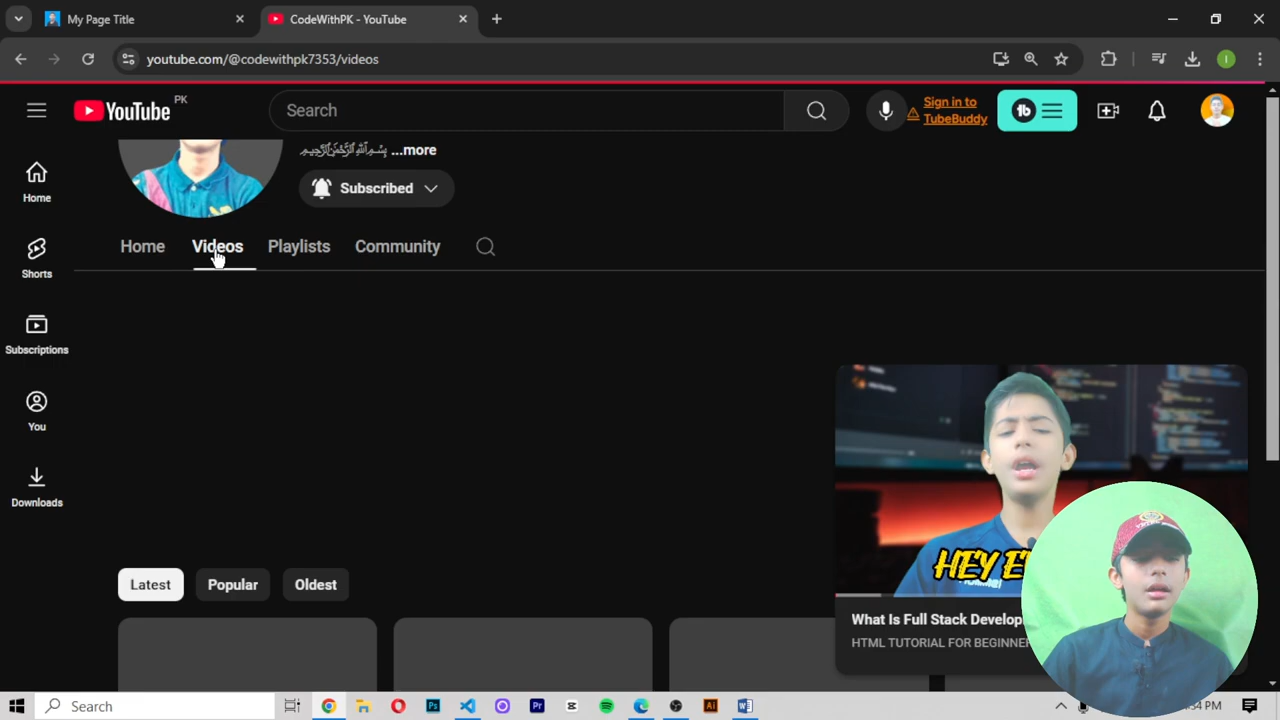 My Page Title
CodeWithPK - YouTube
youtube.com/@codewithpk7353/videos
I
YouTube PK
Search
Sign in to
TubeBuddy
tb
...more
Subscribed
Home
Videos
Playlists
Community
Home
Shorts
Subscriptions
You
Downloads
HEY
Latest
Popular
Oldest
What Is Full Stack
HTML TUTORIAL FOR
Search
PM